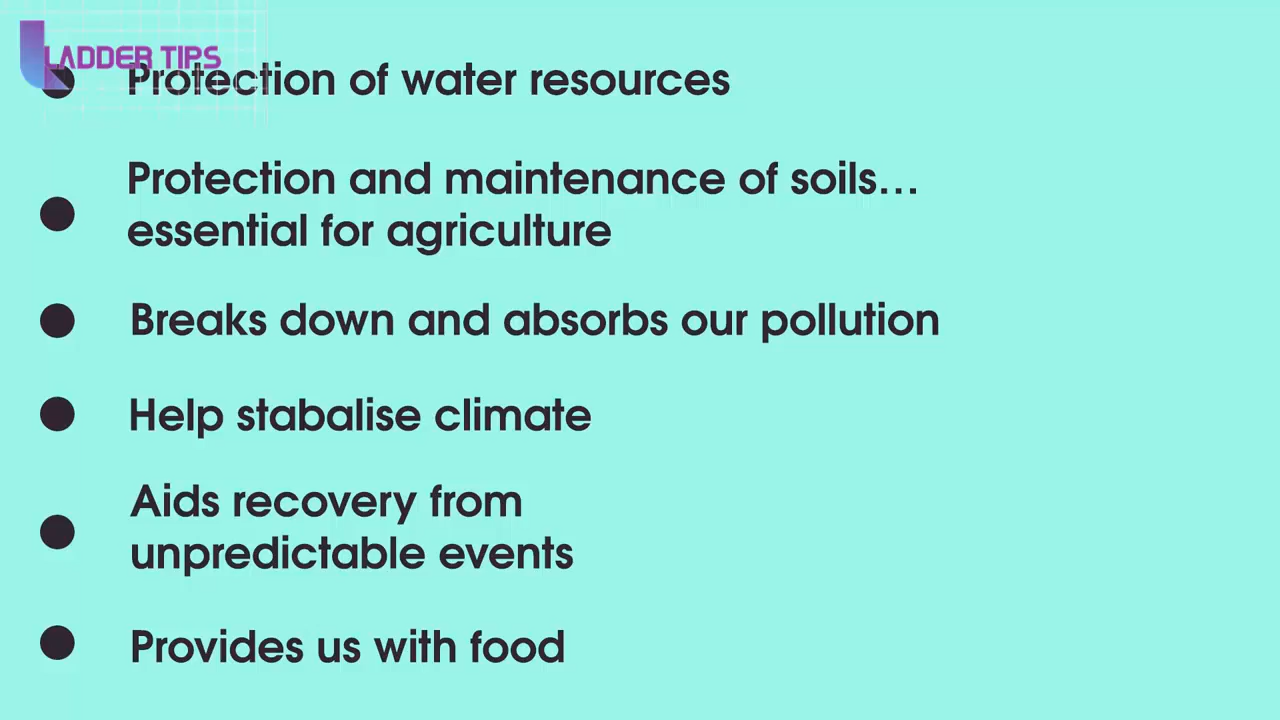 LADDER TIPS
Protection of water resources
Protection and maintenance of soils...
essential for agriculture
Breaks down and absorbs our pollution
Help stabalise climate
Aids recovery from
unpredictable events
Provides us with food